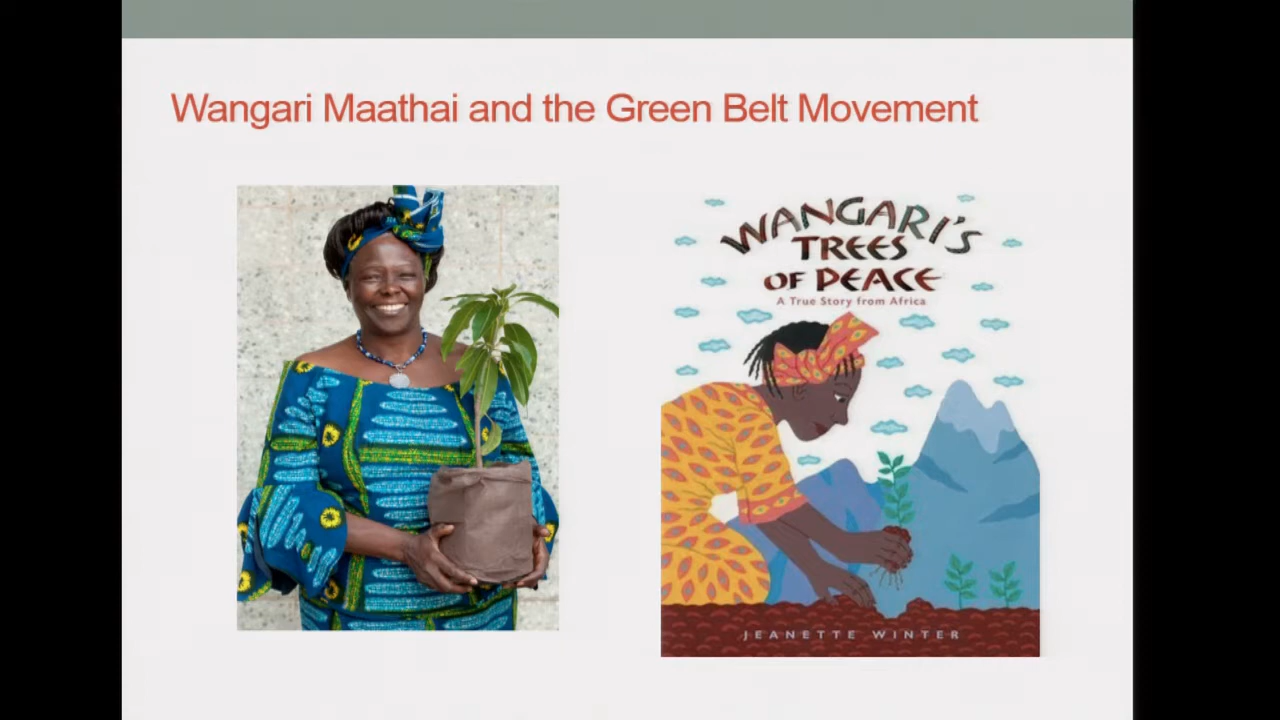 Wangari Maathai and the Green Belt Movement
WANGARI'S
TREES
OF PEACE
A True Story from Africa
JEANETTE WINTER